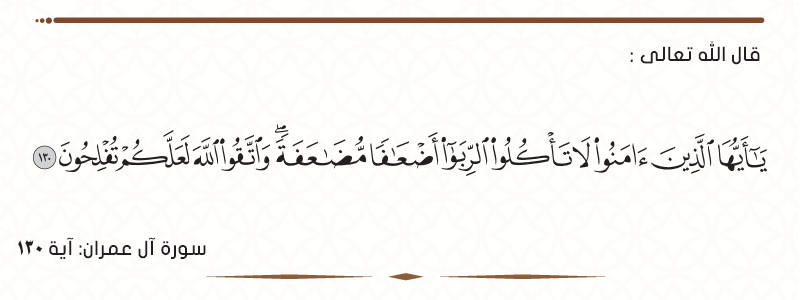 قال الله تعالى :
يَٰٓأَيُّهَا ٱلَّذِينَ ءَامَنُوا۟ لَا تَأْكُلُوا۟ ٱلرِّبَوٰٓا۟ أَضْعَٰفًا مُّضَٰعَفَةً ۖ وَٱتَّقُوا۟ ٱللَّهَ لَعَلَّكُمْ تُفْلِحُونَ ١٣٠
سورة آل عمران: آية ١٣٠